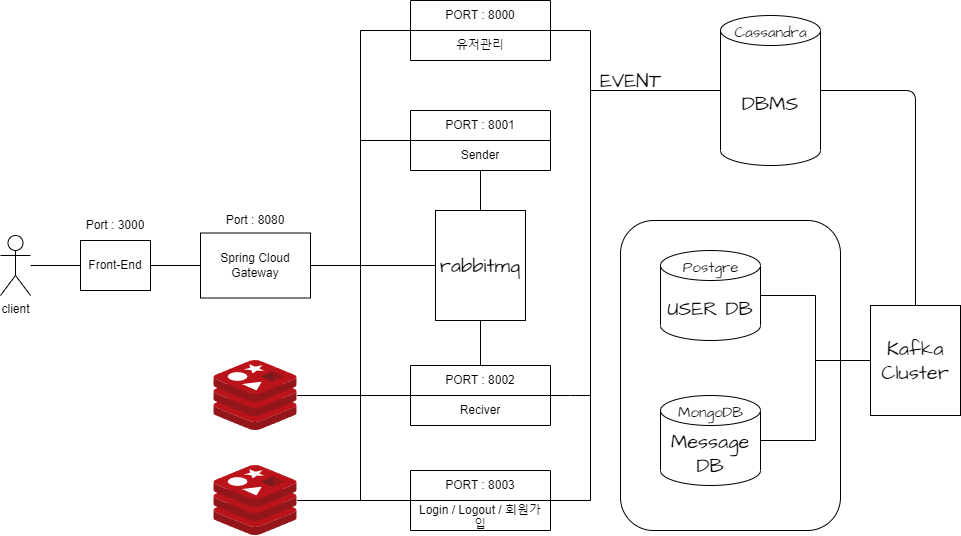 PORT : 8000
유저관리
Cassandra
DBMS
EVENT
PORT : 8001
Sender
Port : 3000
Front-End
Port : 8080
Spring Cloud
Gateway
client
rabbitmq
Postgre
USER DB
Kafka
Cluster
PORT : 8002
Reciver
MongoDB
Message
DB
PORT : 8003
Login / Logout / 회원가
입